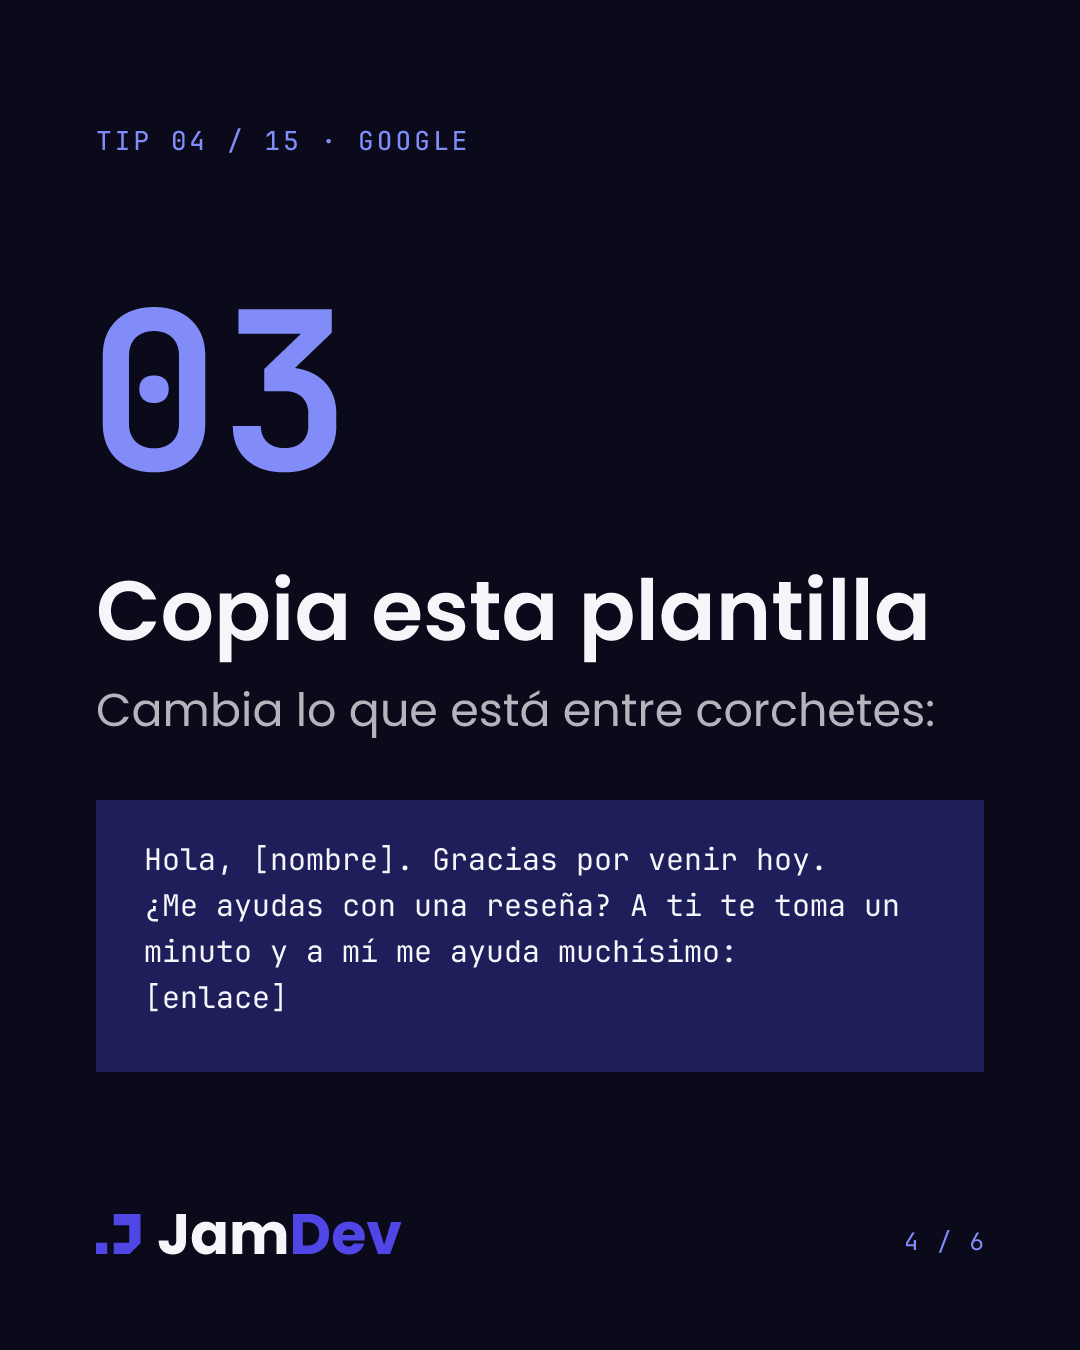 TIP 04 / 15 · GOOGLE
03
Copia esta plantilla
Cambia lo que está entre corchetes:
Hola, [nombre]. Gracias por venir hoy.
¿Me ayudas con una reseña? A ti te toma un
minuto y a mí me ayuda muchísimo:
[enlace]
JamDev
4 / 6